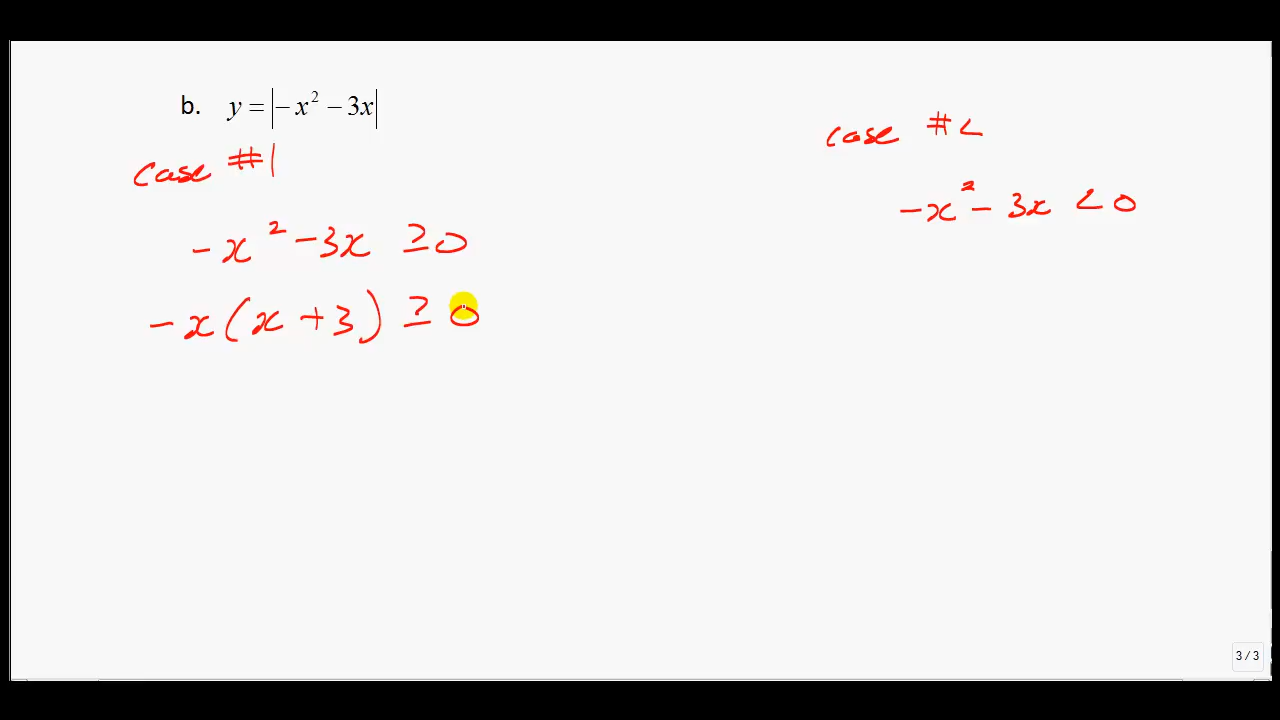 b. y = |− x² − 3x|
case #1
-x² -3x ≥0
-x(x+3) ≥ 0
case #2
-x² - 3x <0
3/3